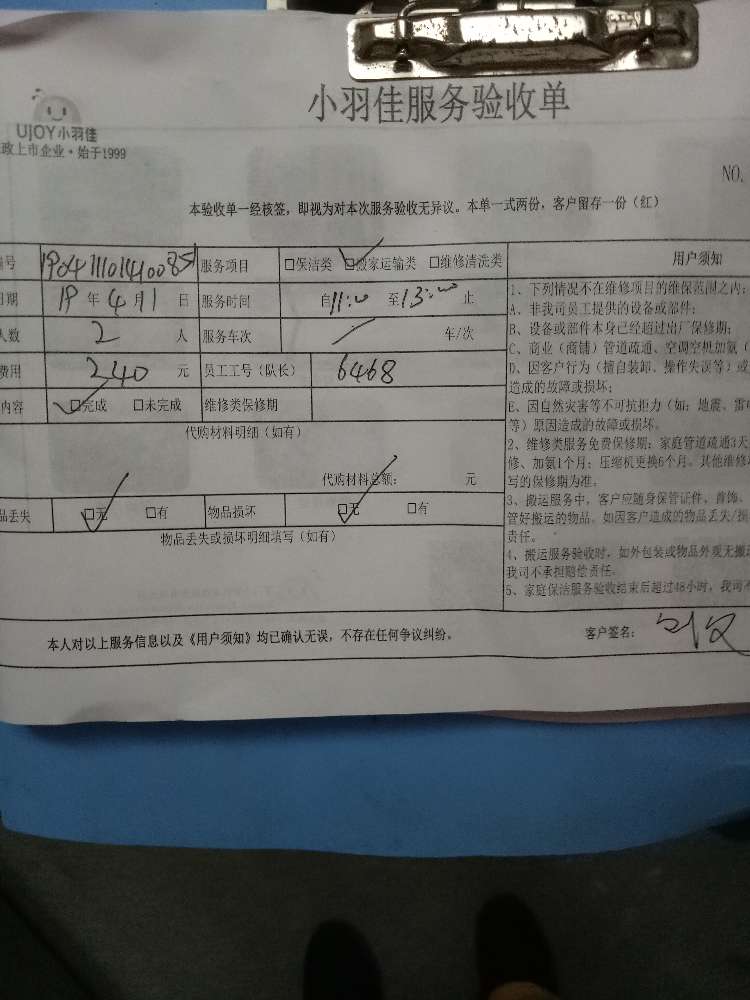 小羽佳服务验收单
UJOY小羽佳
政上市企业·始于1999
NO.
本验收单一经核签，即视为对本次服务验收无异议。本单一式两份，客户留存一份（红）
号 服务项目 □保洁类 □搬家运输类 □维修清洗类 用户须知
期 19 年 4 月 1 日 服务时间 自11:00 至13:00 止
人数 2 人 服务车次 / 车/次
费用 240 元 员工工号（队长） 6468
内容 □完成 □未完成 维修类保修期
代购材料明细（如有）
代购材料总额： 元
品丢失 □无 □有 物品损坏 □无 □有
物品丢失或损坏明细填写（如有）
1、下列情况不在维修项目的维保范围之内：
A、非我司员工提供的设备或部件；
B、设备或部件本身已经超过出厂保修期；
C、商业（商铺）管道疏通、空调空机加氨（
D、因客户行为（擅自装卸、操作失误等）或
造成的故障或损坏；
E、因自然灾害等不可抗拒力（如：地震、雷
等）原因造成的故障或损坏。
2、维修类服务免费保修期：家庭管道疏通3天
修、加氨1个月；压缩机更换6个月。其他维修
写的保修期为准。
3、搬运服务中，客户应随身保管证件、首饰、
管好搬运的物品。如因客户造成的物品丢失/损
责任。
4、搬运服务验收时，如外包装或物品外观无搬
我司不承担赔偿责任。
5、家庭保洁服务验收结束后超过48小时，我司
本人对以上服务信息以及《用户须知》均已确认无误，不存在任何争议纠纷。 客户签名：